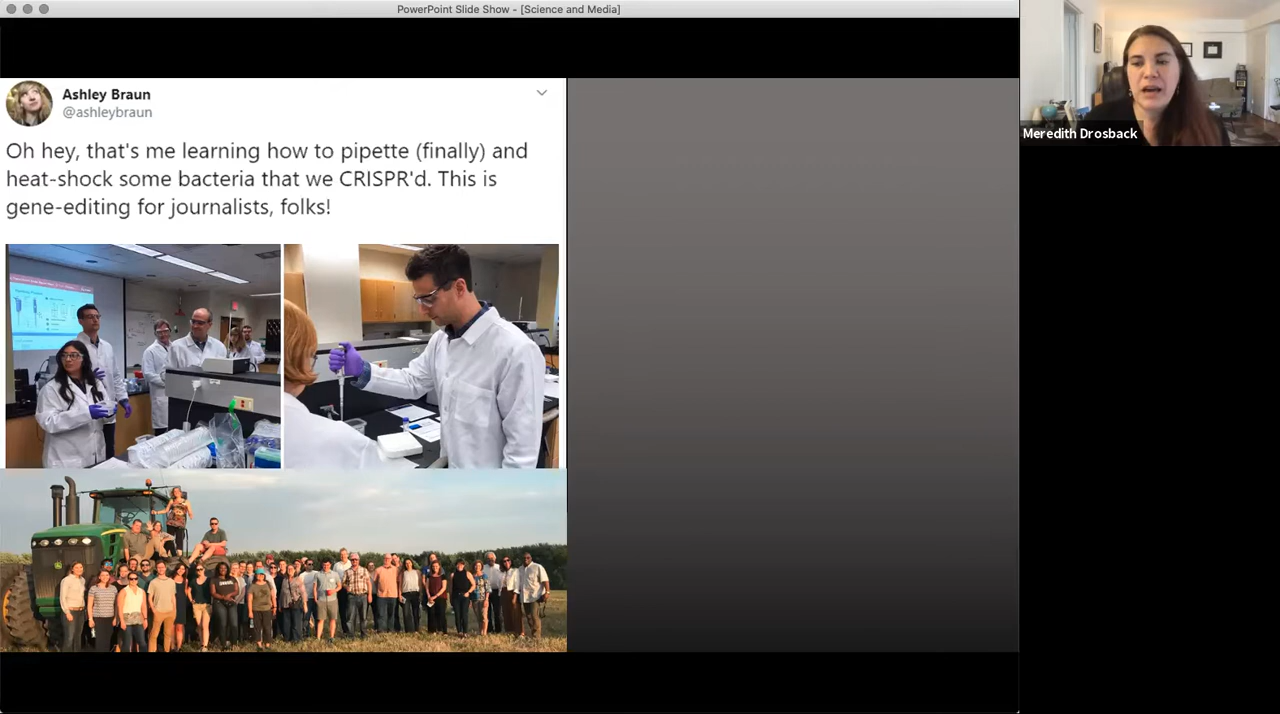 PowerPoint Slide Show - [Science and Media]
Ashley Braun
@ashleybraun
Oh hey, that's me learning how to pipette (finally) and
heat-shock some bacteria that we CRISPR'd. This is
gene-editing for journalists, folks!
Meredith Drosback